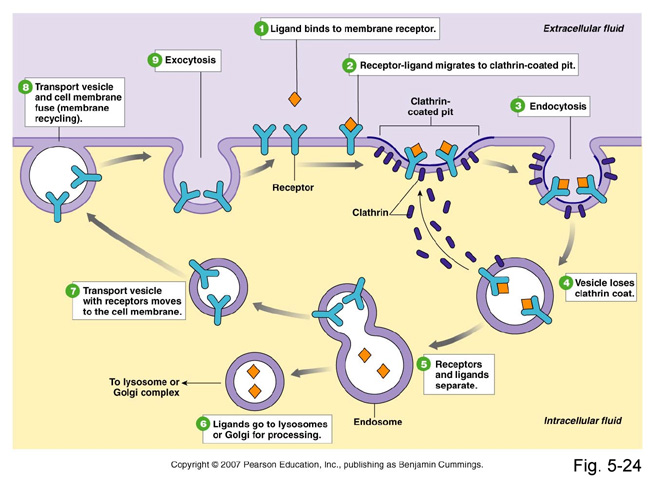 1 Ligand binds to membrane receptor.
Extracellular fluid
2 Receptor-ligand migrates to clathrin-coated pit.
9 Exocytosis
8 Transport vesicle
and cell membrane
fuse (membrane
recycling).
Clathrin-
coated pit
3 Endocytosis
Receptor
Clathrin
4 Vesicle loses
clathrin coat.
7 Transport vesicle
with receptors moves
to the cell membrane.
5 Receptors
and ligands
separate.
To lysosome or
Golgi complex
6 Ligands go to lysosomes
or Golgi for processing.
Endosome
Intracellular fluid
Copyright © 2007 Pearson Education, Inc., publishing as Benjamin Cummings.
Fig. 5-24